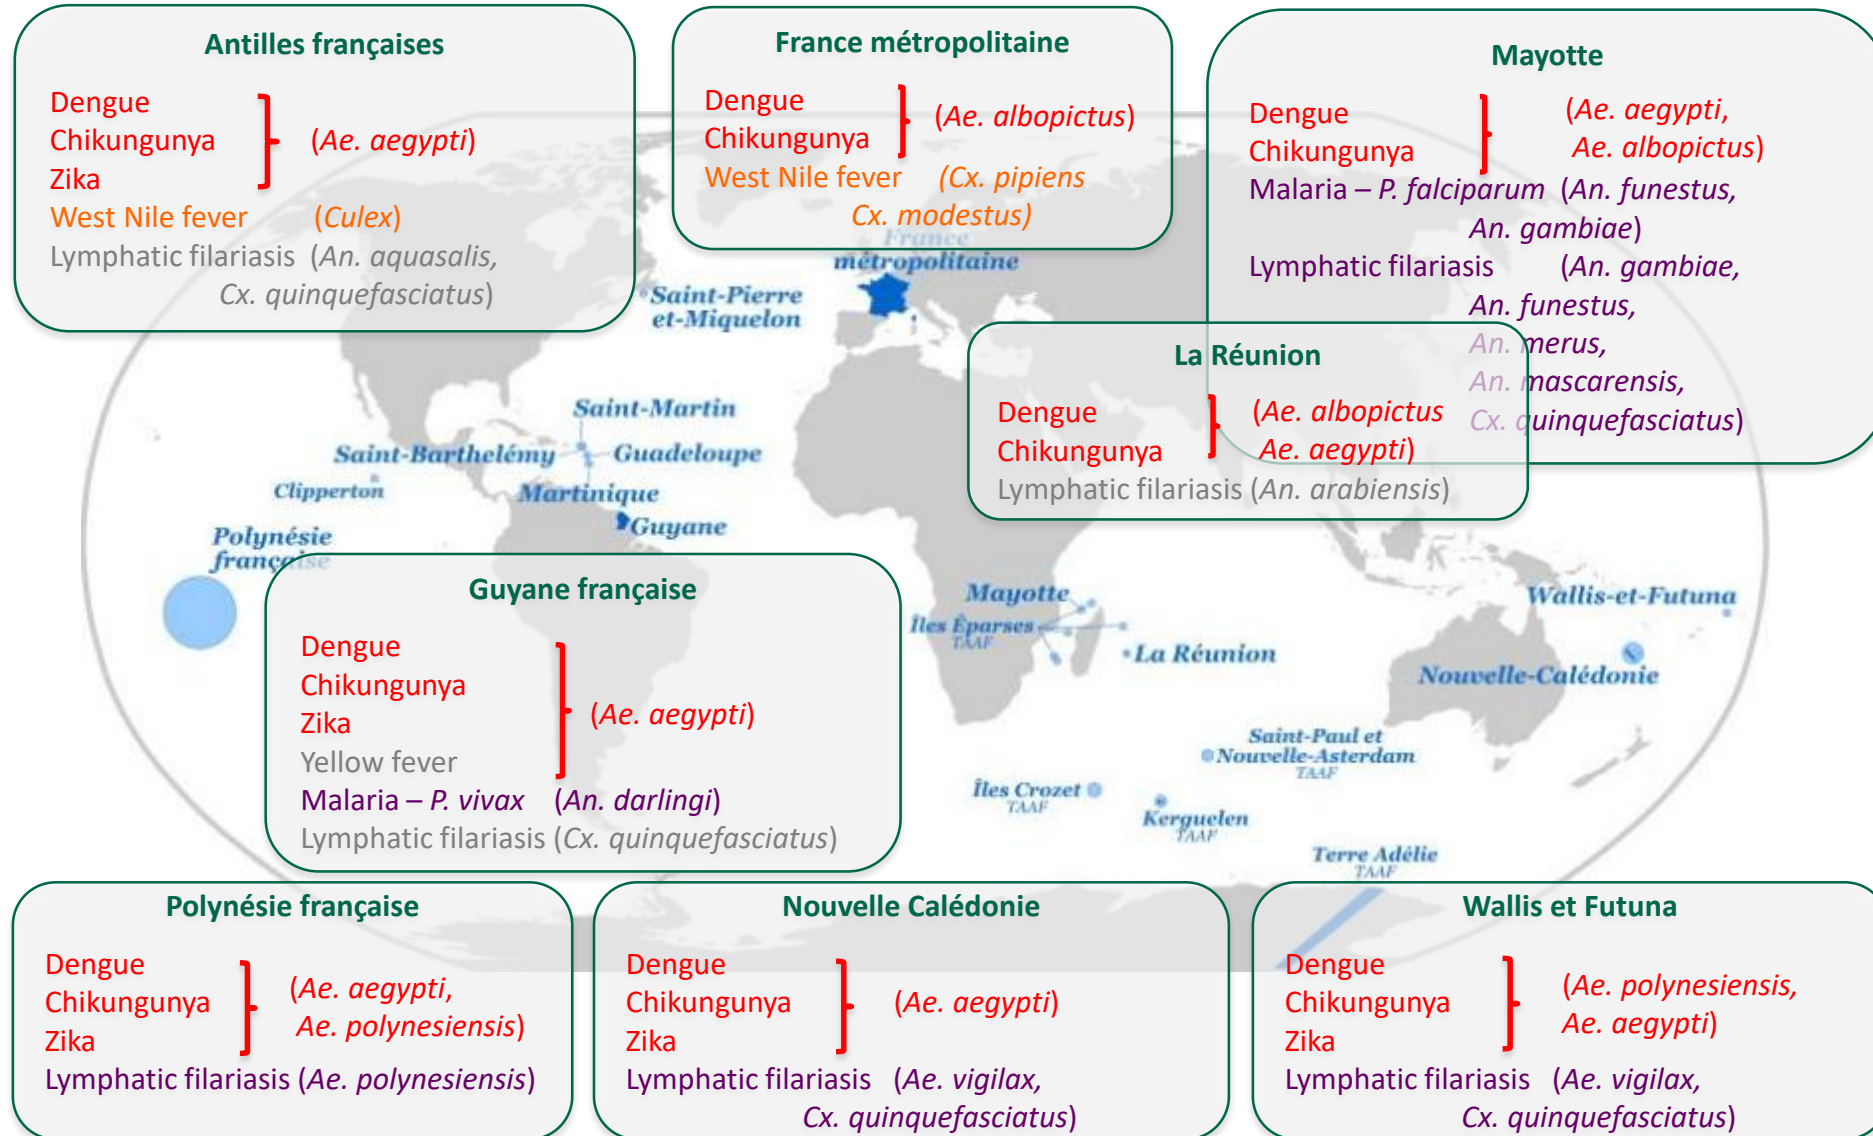 Antilles françaises
Dengue
Chikungunya
Zika
(Ae. aegypti)
West Nile fever (Culex)
Lymphatic filariasis (An. aquasalis,
Cx. quinquefasciatus)
France métropolitaine
Dengue
Chikungunya
(Ae. albopictus)
West Nile fever (Cx. pipiens
Cx. modestus)
Mayotte
Dengue
Chikungunya
(Ae. aegypti,
Ae. albopictus)
Malaria – P. falciparum (An. funestus,
An. gambiae)
Lymphatic filariasis (An. gambiae,
An. funestus,
An. merus,
An. mascarensis,
Cx. quinquefasciatus)
La Réunion
Dengue
Chikungunya
(Ae. albopictus
Ae. aegypti)
Lymphatic filariasis (An. arabiensis)
France
métropolitaine
Saint-Pierre
et-Miquelon
Saint-Martin
Saint-Barthelémy
Guadeloupe
Clipperton
Martinique
Guyane
Polynésie
française
Mayotte
Îles Éparses
TAAF
La Réunion
Wallis-et-Futuna
Nouvelle-Calédonie
Saint-Paul et
Nouvelle-Asterdam
TAAF
Îles Crozet
TAAF
Kerguelen
TAAF
Terre Adélie
TAAF
Guyane française
Dengue
Chikungunya
Zika
Yellow fever
(Ae. aegypti)
Malaria – P. vivax (An. darlingi)
Lymphatic filariasis (Cx. quinquefasciatus)
Polynésie française
Dengue
Chikungunya
Zika
(Ae. aegypti,
Ae. polynesiensis)
Lymphatic filariasis (Ae. polynesiensis)
Nouvelle Calédonie
Dengue
Chikungunya
Zika
(Ae. aegypti)
Lymphatic filariasis (Ae. vigilax,
Cx. quinquefasciatus)
Wallis et Futuna
Dengue
Chikungunya
Zika
(Ae. polynesiensis,
Ae. aegypti)
Lymphatic filariasis (Ae. vigilax,
Cx. quinquefasciatus)